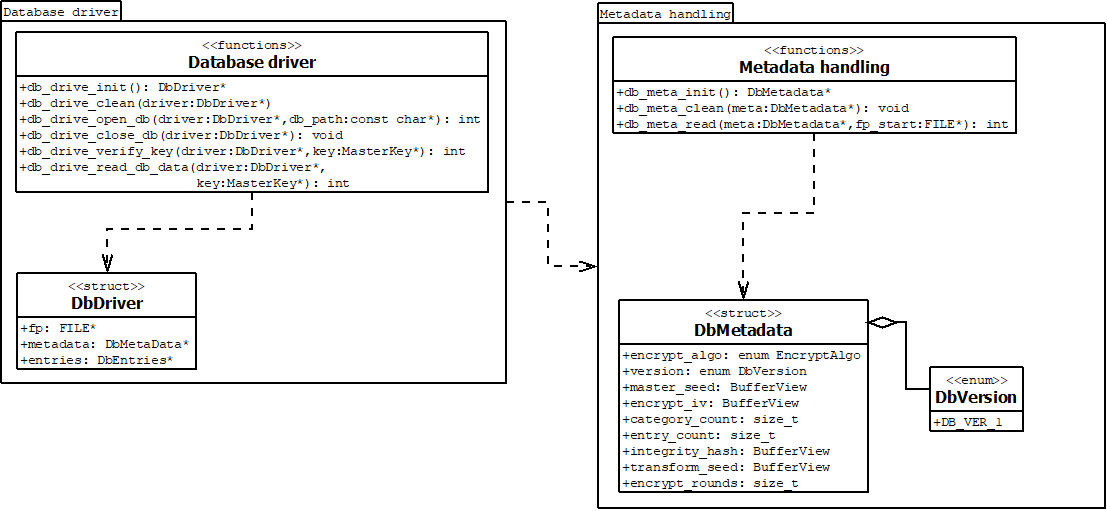 Database driver
<<functions>>
Database driver
+db_drive_init(): DbDriver*
+db_drive_clean(driver:DbDriver*)
+db_drive_open_db(driver:DbDriver*,db_path:const char*): int
+db_drive_close_db(driver:DbDriver*): void
+db_drive_verify_key(driver:DbDriver*,key:MasterKey*): int
+db_drive_read_db_data(driver:DbDriver*,
key:MasterKey*): int
<<struct>>
DbDriver
+fp: FILE*
+metadata: DbMetaData*
+entries: DbEntries*
Metadata handling
<<functions>>
Metadata handling
+db_meta_init(): DbMetadata*
+db_meta_clean(meta:DbMetadata*): void
+db_meta_read(meta:DbMetadata*,fp_start:FILE*): int
<<struct>>
DbMetadata
+encrypt_algo: enum EncryptAlgo
+version: enum DbVersion
+master_seed: BufferView
+encrypt_iv: BufferView
+category_count: size_t
+entry_count: size_t
+integrity_hash: BufferView
+transform_seed: BufferView
+encrypt_rounds: size_t
<<enum>>
DbVersion
+DB_VER_1